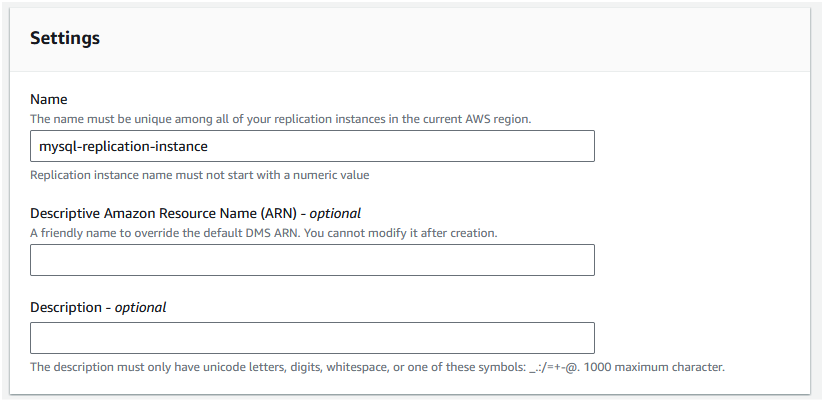 Settings
Name
The name must be unique among all of your replication instances in the current AWS region.
mysql-replication-instance
Replication instance name must not start with a numeric value
Descriptive Amazon Resource Name (ARN) - optional
A friendly name to override the default DMS ARN. You cannot modify it after creation.
Description - optional
The description must only have unicode letters, digits, whitespace, or one of these symbols: _.:/=+-@. 1000 maximum character.